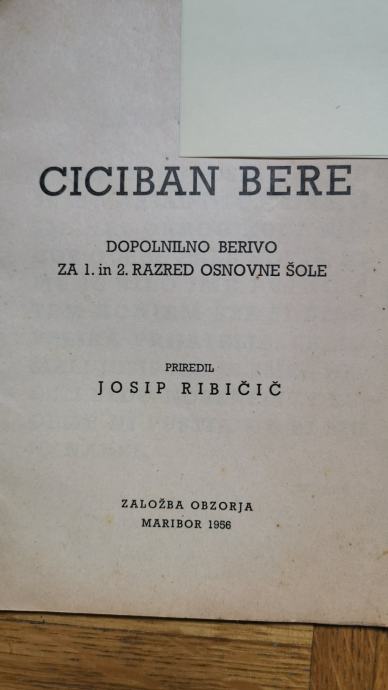 CICIBAN BERE
DOPOLNILNO BERIVO
ZA 1. in 2. RAZRED OSNOVNE ŠOLE
PRIREDIL
JOSIP RIBIČIČ
ZALOŽBA OBZORJA
MARIBOR 1956